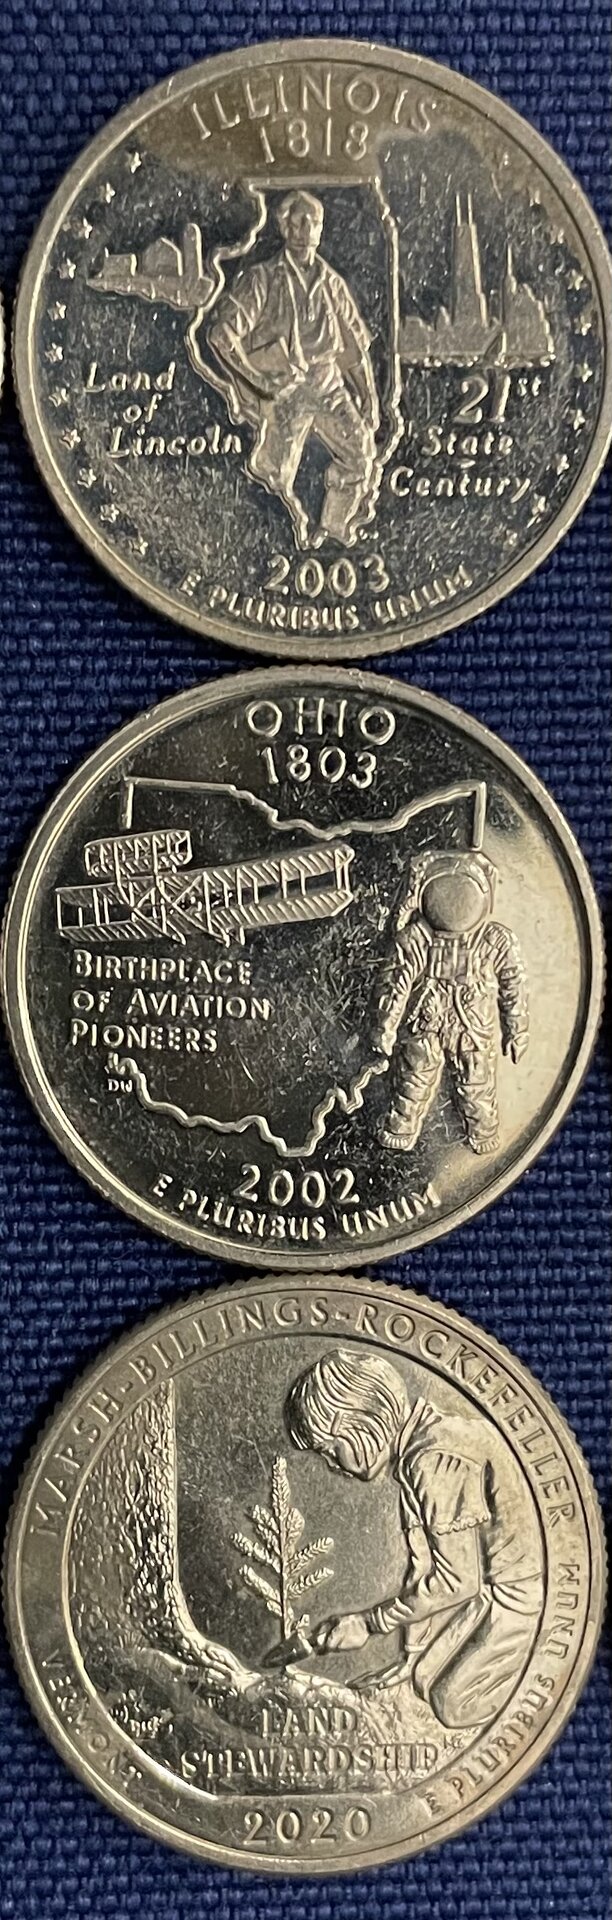 ILLINOIS
1818
Land
of
Lincoln
21st
State
Century
2003
E PLURIBUS UNUM
OHIO
1803
BIRTHPLACE
OF AVIATION
PIONEERS
DW
2002
E PLURIBUS UNUM
MARSH-BILLINGS-ROCKEFELLER
VERMONT
LAND
STEWARDSHIP
E PLURIBUS UNUM
2020